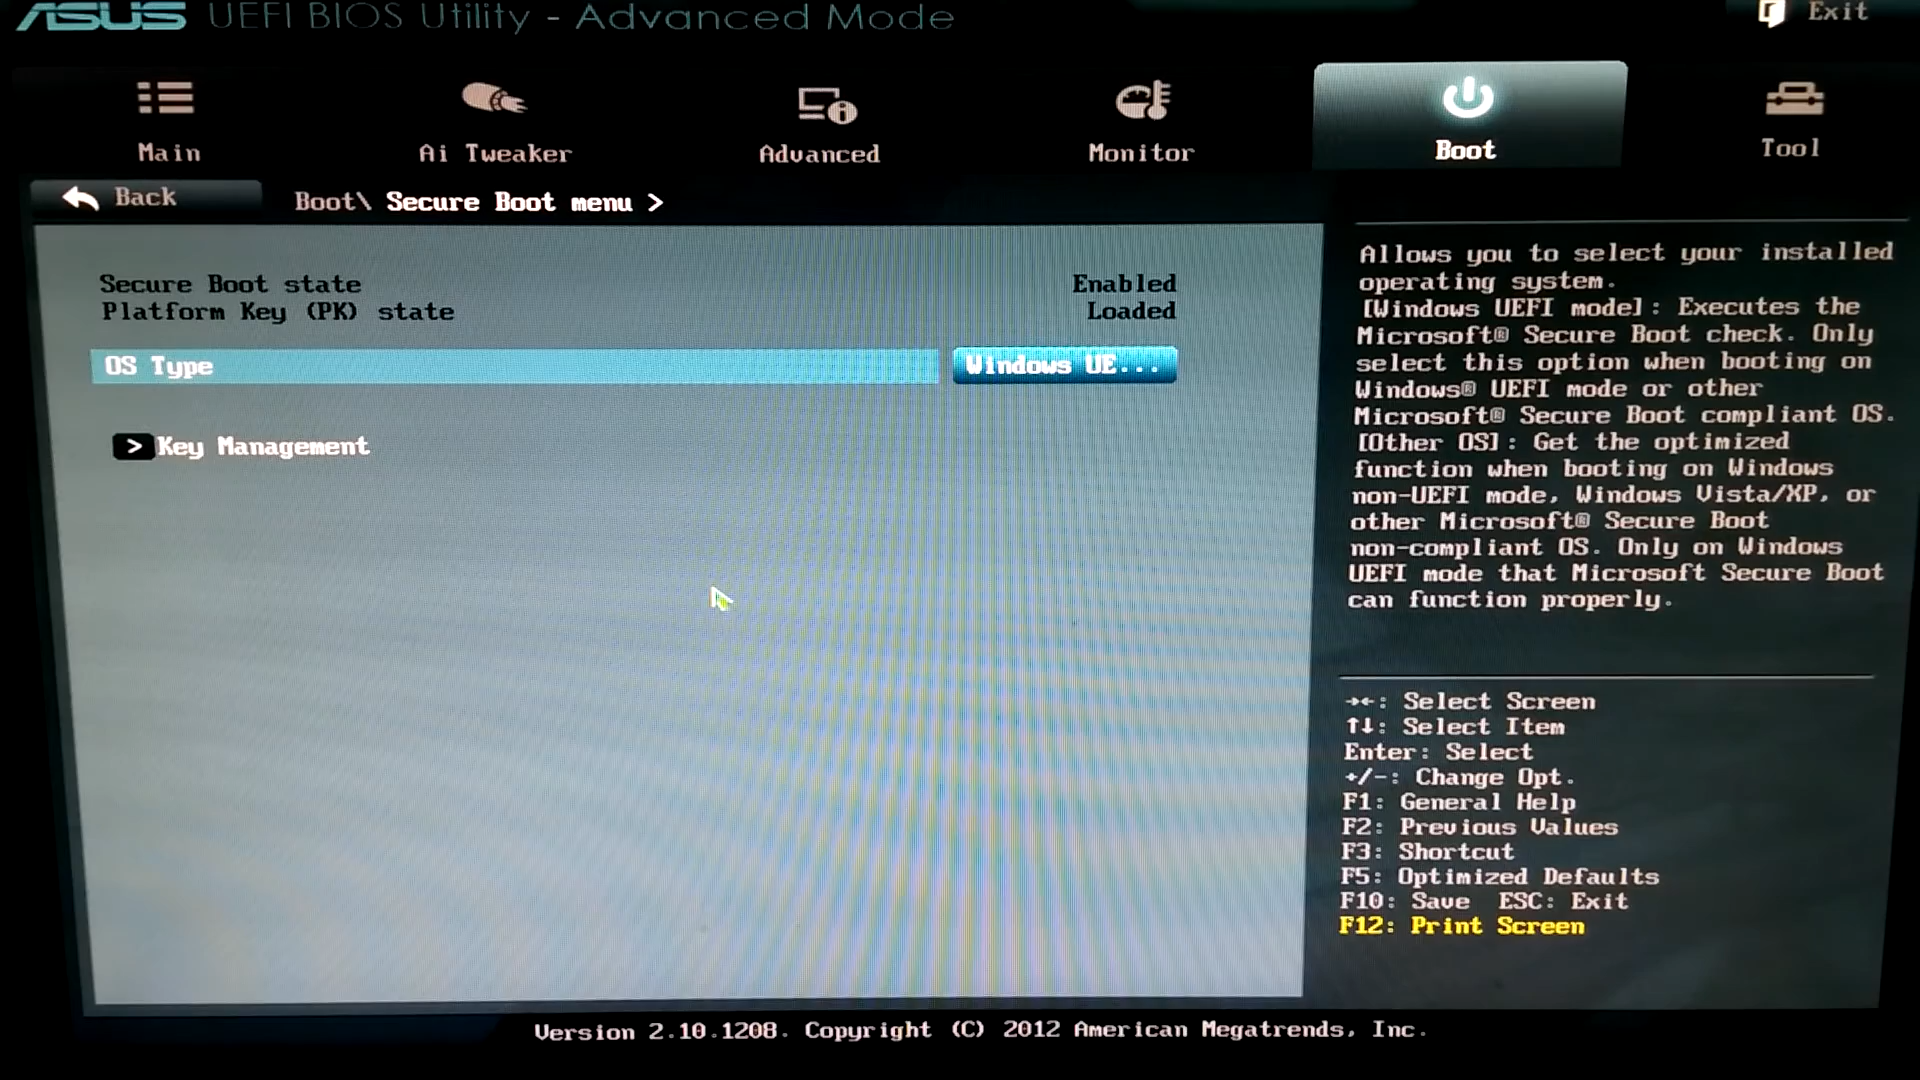 ASUS UEFI BIOS Utility - Advanced Mode
Exit
Main
Ai Tweaker
Advanced
Monitor
Boot
Tool
Back
Boot\ Secure Boot menu >
Secure Boot state Enabled
Platform Key (PK) state Loaded
OS Type Windows UE...
> Key Management
Allows you to select your installed
operating system.
[Windows UEFI mode]: Executes the
Microsoft® Secure Boot check. Only
select this option when booting on
Windows® UEFI mode or other
Microsoft® Secure Boot compliant OS.
[Other OS]: Get the optimized
function when booting on Windows
non-UEFI mode, Windows Vista/XP, or
other Microsoft® Secure Boot
non-compliant OS. Only on Windows
UEFI mode that Microsoft Secure Boot
can function properly.
→←: Select Screen
↑↓: Select Item
Enter: Select
+/-: Change Opt.
F1: General Help
F2: Previous Values
F3: Shortcut
F5: Optimized Defaults
F10: Save ESC: Exit
F12: Print Screen
Version 2.10.1208. Copyright (C) 2012 American Megatrends, Inc.